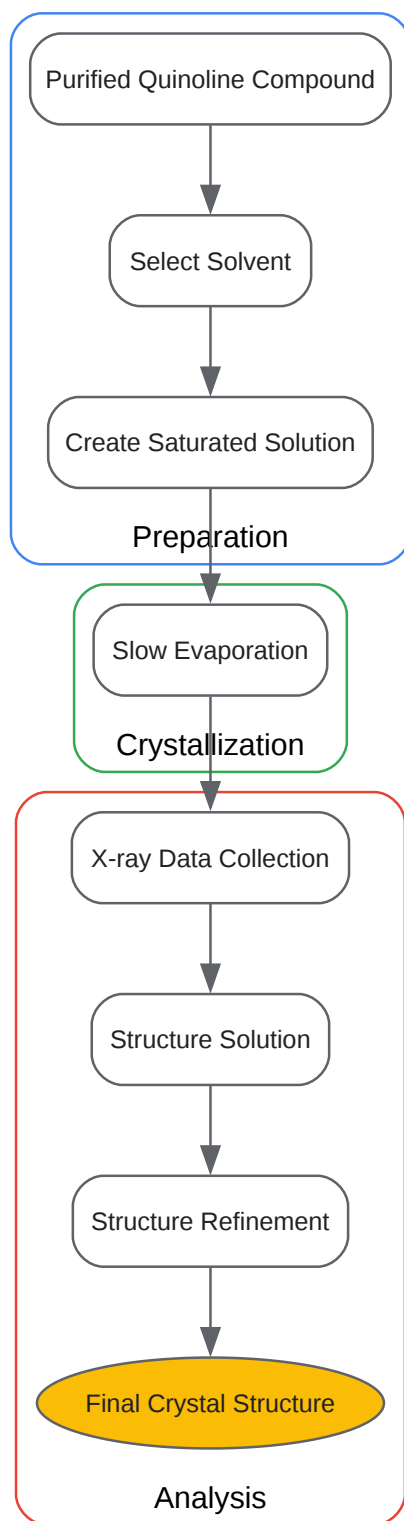 Purified Quinoline Compound
Select Solvent
Create Saturated Solution
Preparation
Slow Evaporation
Crystallization
X-ray Data Collection
Structure Solution
Structure Refinement
Final Crystal Structure
Analysis